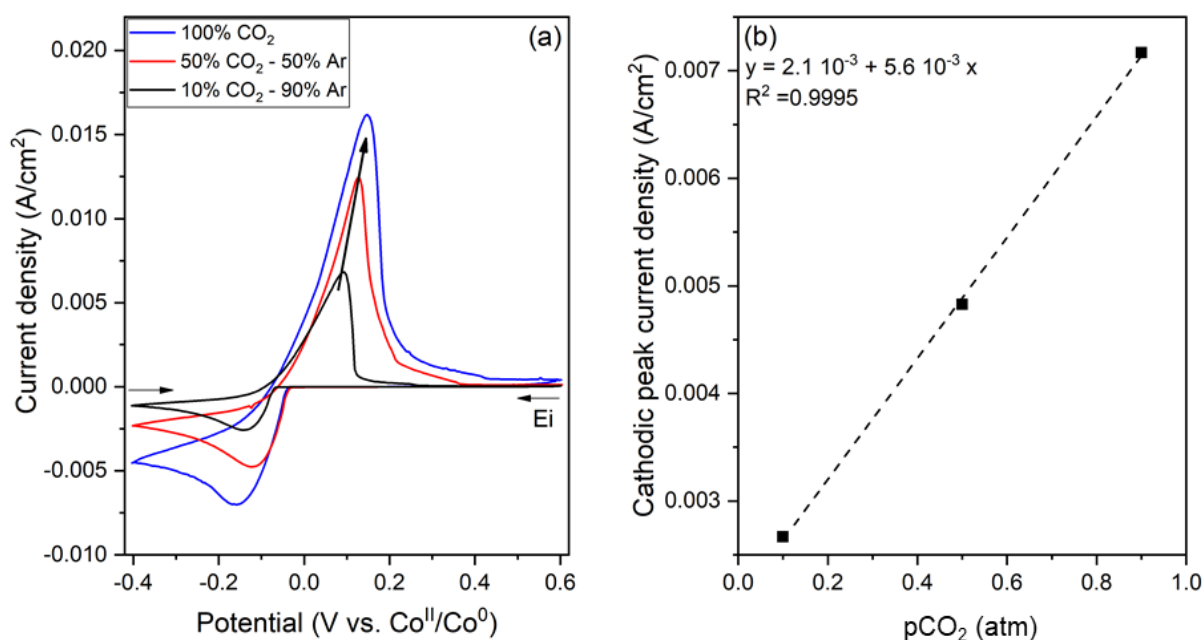 (a)
100% CO₂
50% CO₂ - 50% Ar
10% CO₂ - 90% Ar
0.020
0.015
0.010
0.005
0.000
-0.005
-0.010
Current density (A/cm²)
Ei
-0.4 -0.2 0.0 0.2 0.4 0.6
Potential (V vs. Coᴵᴵ/Co⁰)
(b)
y = 2.1 10⁻³ + 5.6 10⁻³ x
R² =0.9995
0.007
0.006
0.005
0.004
0.003
Cathodic peak current density (A/cm²)
0.0 0.2 0.4 0.6 0.8 1.0
pCO₂ (atm)